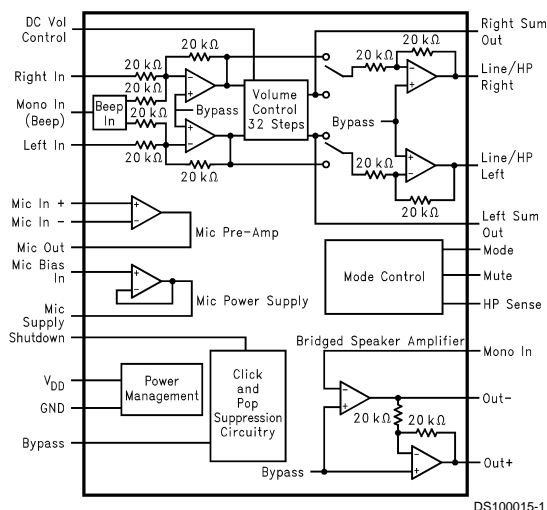 DC Vol
Control
Right Sum
Out
20 kΩ
20 kΩ
20 kΩ
20 kΩ
Right In
Line/HP
Right
Mono In
(Beep)
Beep
In
20 kΩ
20 kΩ
Bypass
Volume
Control
32 Steps
Bypass
Left In
20 kΩ
20 kΩ
20 kΩ
20 kΩ
Line/HP
Left
Mic In +
Mic In -
Mic Out
Mic Pre-Amp
Left Sum
Out
Mic Bias
In
Mic Power Supply
Mic
Supply
Mode Control
Mode
Mute
HP Sense
Shutdown
Bridged Speaker Amplifier
Mono In
VDD
GND
Power
Management
Click
and
Pop
Suppression
Circuitry
Out-
20 kΩ
20 kΩ
Bypass
Bypass
Out+
DS100015-1